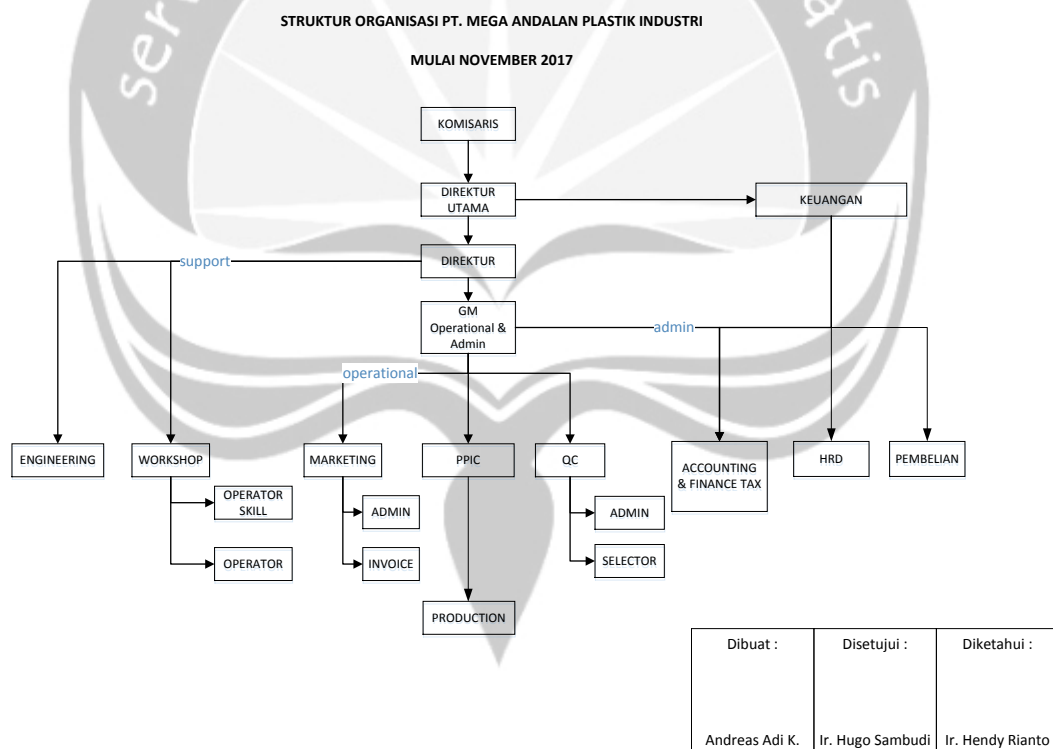 serv
atis
STRUKTUR ORGANISASI PT. MEGA ANDALAN PLASTIK INDUSTRI
MULAI NOVEMBER 2017
KOMISARIS
DIREKTUR
UTAMA
KEUANGAN
support
DIREKTUR
GM
Operational &
Admin
admin
operational
ENGINEERING
WORKSHOP
MARKETING
PPIC
QC
ACCOUNTING
& FINANCE TAX
HRD
PEMBELIAN
OPERATOR
SKILL
ADMIN
ADMIN
OPERATOR
INVOICE
SELECTOR
PRODUCTION
Dibuat :
Disetujui :
Diketahui :
Andreas Adi K.
Ir. Hugo Sambudi
Ir. Hendy Rianto